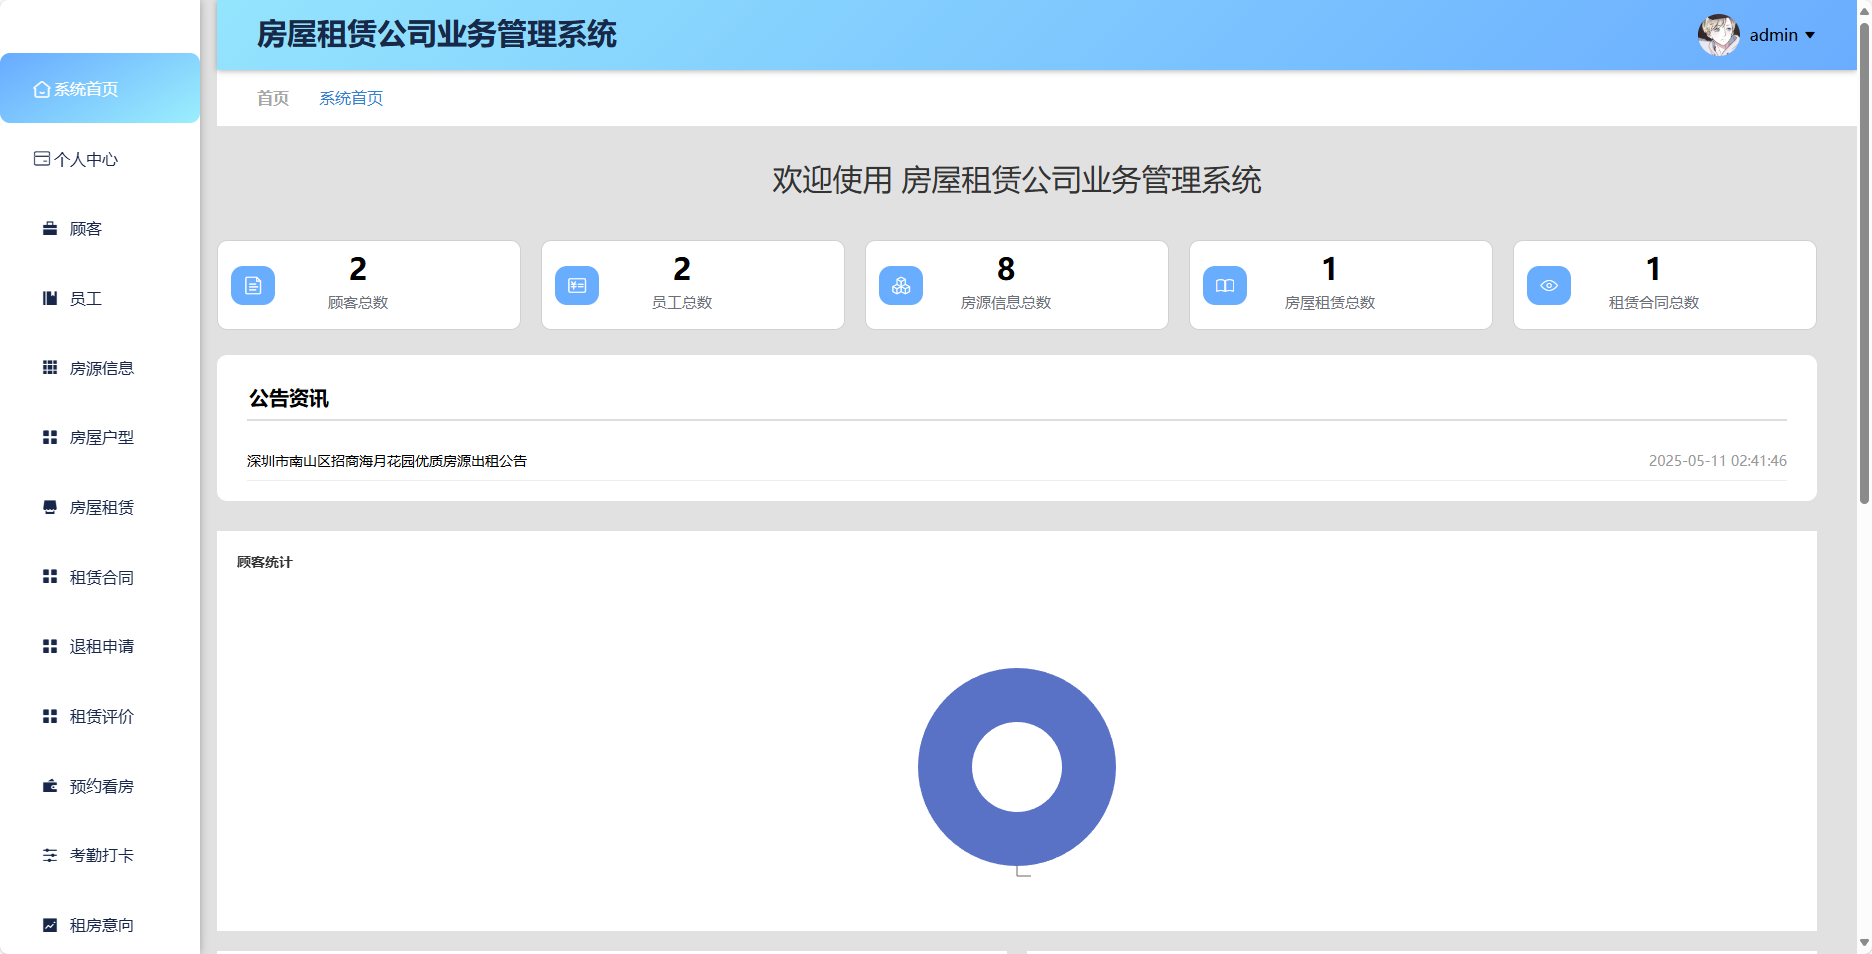 房屋租赁公司业务管理系统
admin
系统首页
个人中心
顾客
员工
房源信息
房屋户型
房屋租赁
租赁合同
退租申请
租赁评价
预约看房
考勤打卡
租房意向
首页 系统首页
欢迎使用 房屋租赁公司业务管理系统
2
顾客总数
2
员工总数
8
房源信息总数
1
房屋租赁总数
1
租赁合同总数
公告资讯
深圳市南山区招商海月花园优质房源出租公告 2025-05-11 02:41:46
顾客统计